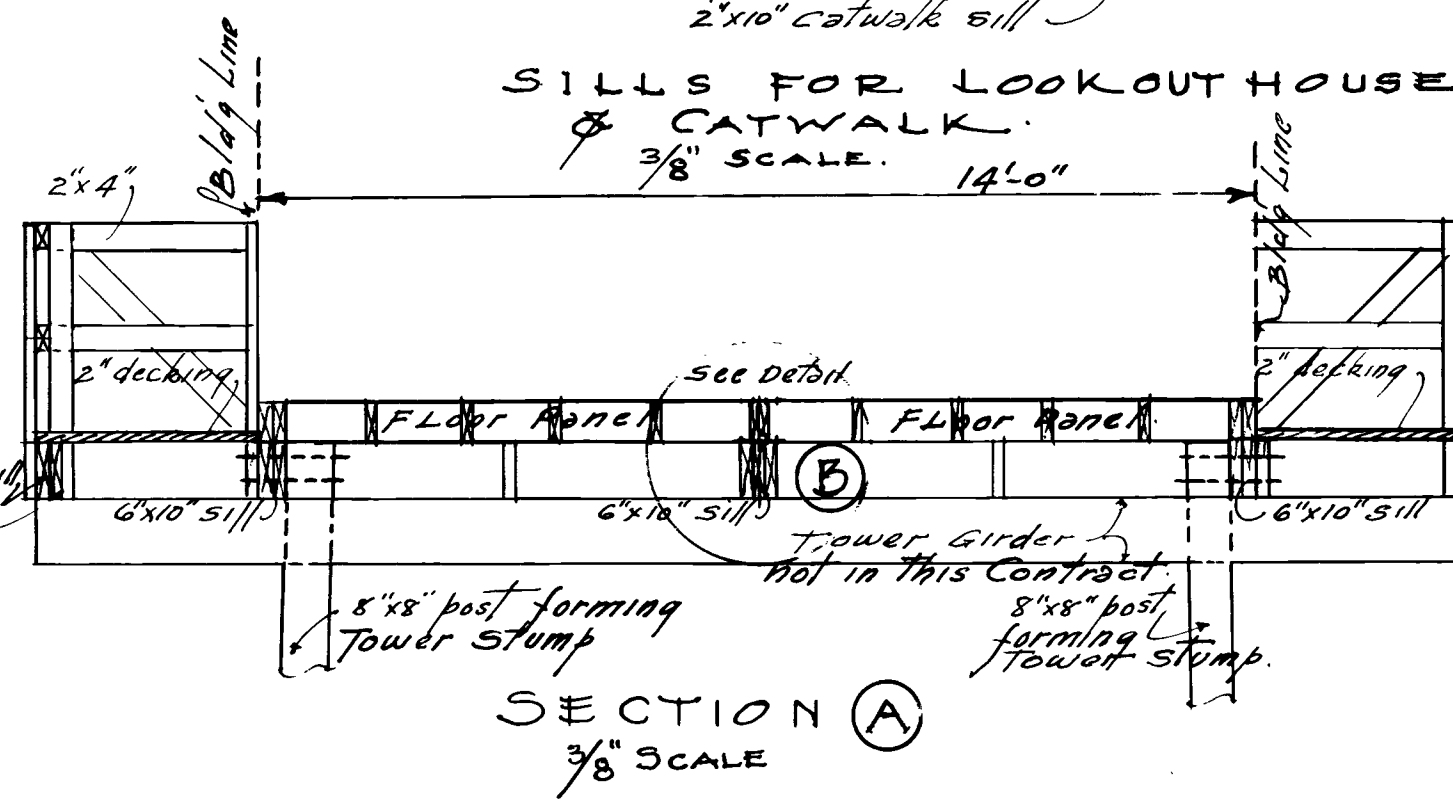 2"x10" Catwalk sill
SILLS FOR LOOKOUT HOUSE
& CATWALK.
3/8" SCALE.
Bld'g Line
14'-0"
Bld'g Line
2"x4"
2" decking
See Detail
2" decking
Floor Panel
Floor Panel
B
6"x10" sill
6"x10" sill
6"x10" sill
Tower Girder
not in this Contract.
8"x8" post forming
Tower Stump
8"x8" post
forming
Tower Stump.
SECTION A
3/8" SCALE